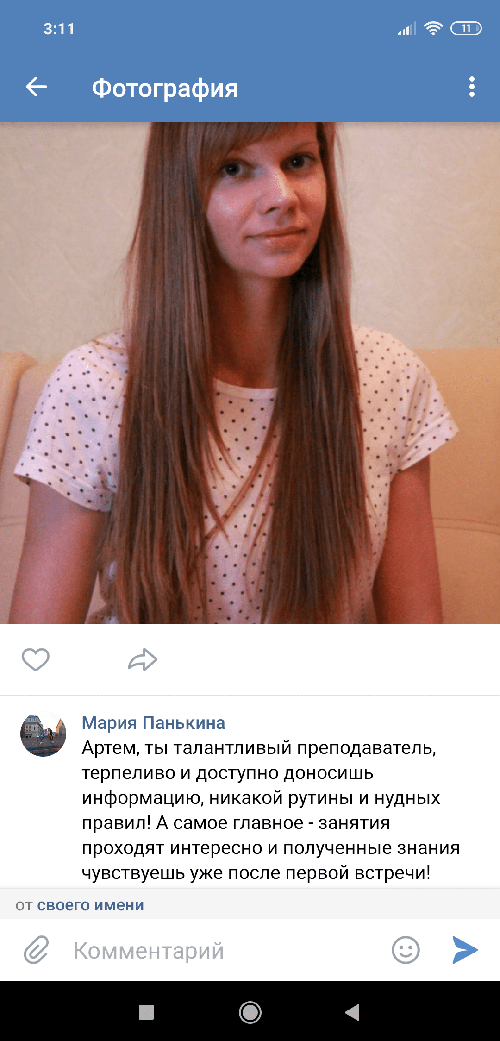 3:11
11
Фотография
Мария Панькина
Артем, ты талантливый преподаватель,
терпеливо и доступно доносишь
информацию, никакой рутины и нудных
правил! А самое главное - занятия
проходят интересно и полученные знания
чувствуешь уже после первой встречи!
от своего имени
Комментарий